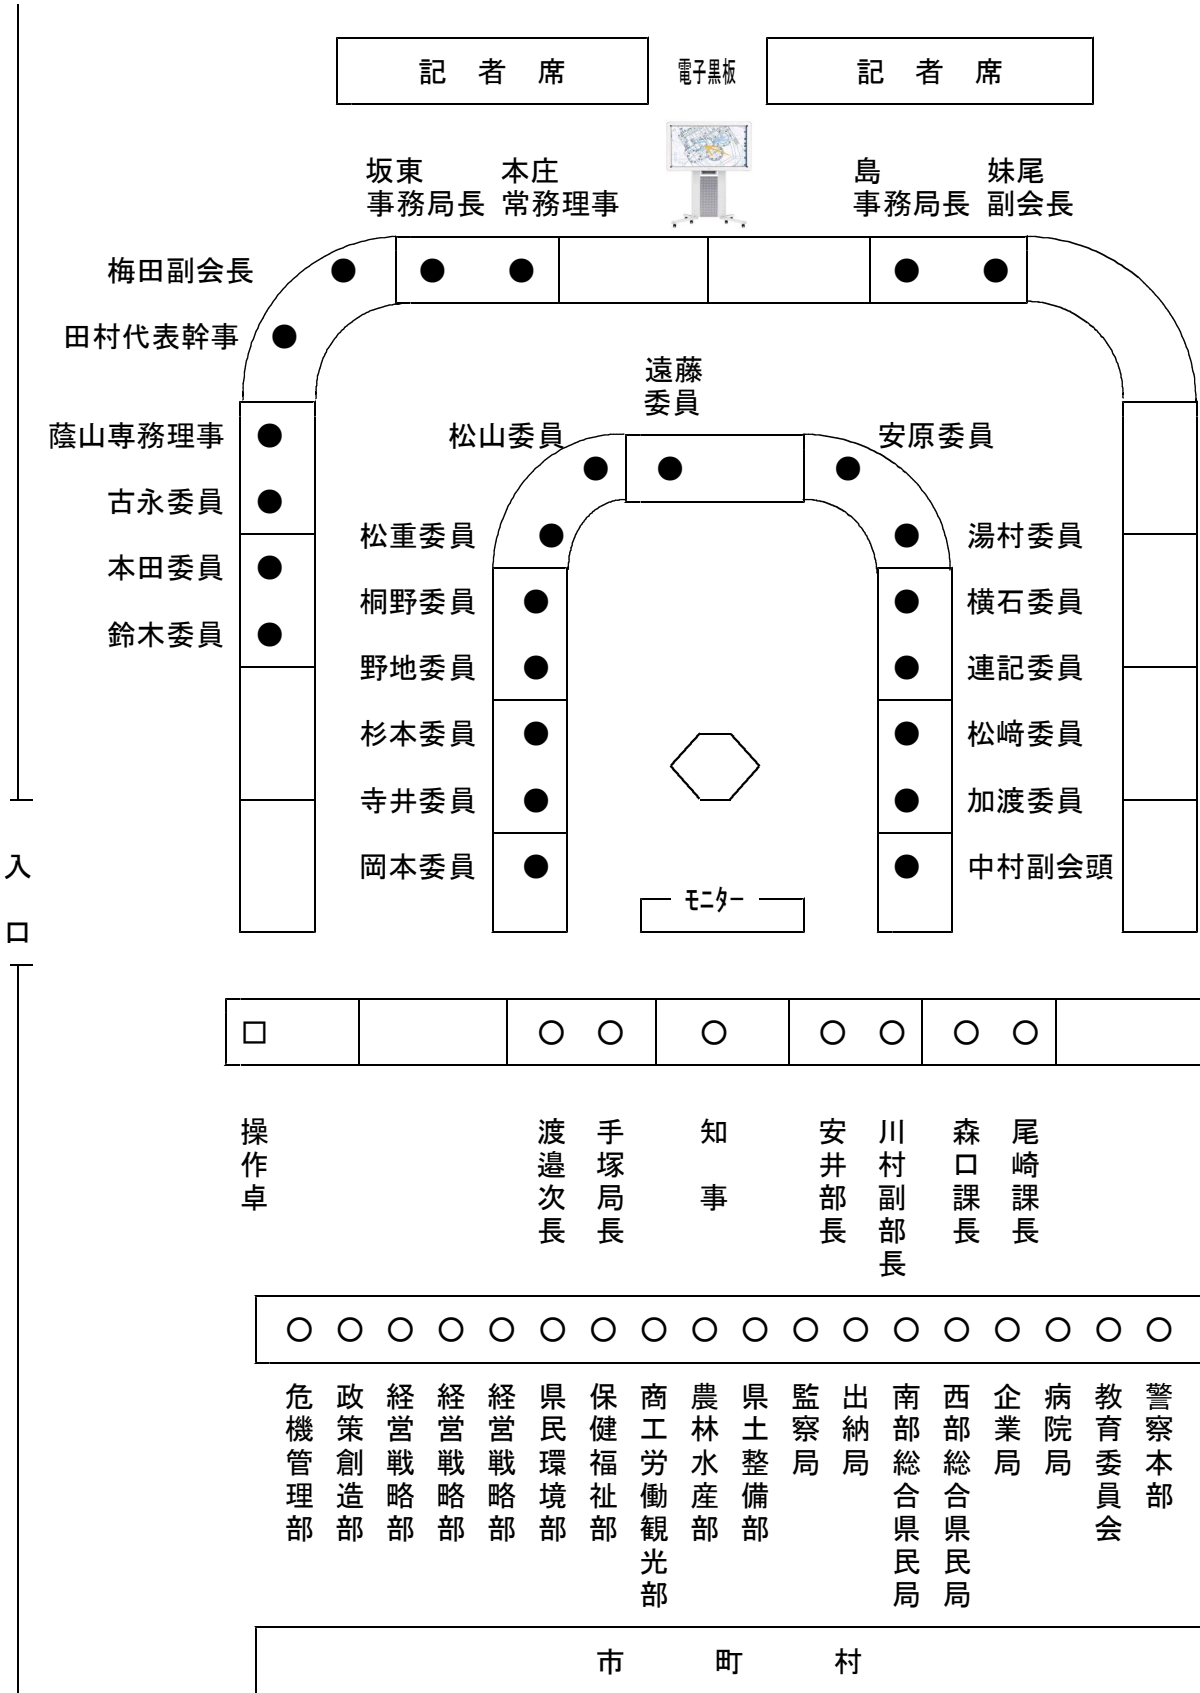 記者席
電子黒板
記者席
坂東
事務局長
本庄
常務理事
島
事務局長
妹尾
副会長
梅田副会長
田村代表幹事
遠藤
委員
蔭山専務理事
松山委員
安原委員
古永委員
松重委員
湯村委員
本田委員
桐野委員
横石委員
鈴木委員
野地委員
連記委員
杉本委員
松﨑委員
寺井委員
加渡委員
岡本委員
中村副会頭
入口
モニター
操作卓
渡邉次長
手塚局長
知事
安井部長
川村副部長
森口課長
尾崎課長
危機管理部
政策創造部
経営戦略部
経営戦略部
経営戦略部
県民環境部
保健福祉部
商工労働観光部
農林水産部
県土整備部
監察局
出納局
南部総合県民局
西部総合県民局
企業局
病院局
教育委員会
警察本部
市町村